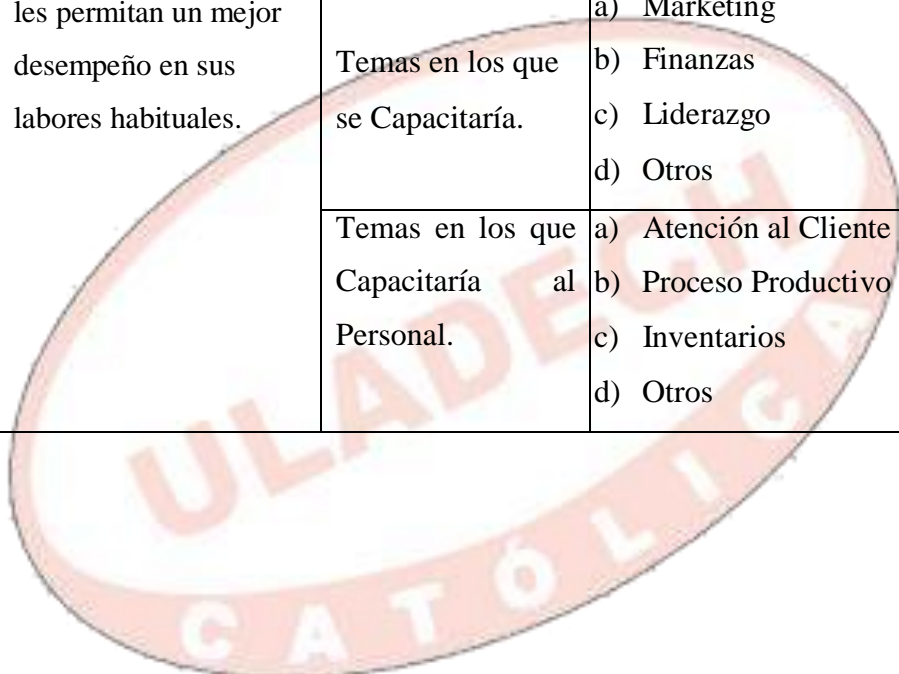 les permitan un mejor
desempeño en sus
labores habituales.
Temas en los que
se Capacitaría.
a) Marketing
b) Finanzas
c) Liderazgo
d) Otros
Temas en los que
Capacitaría al
Personal.
a) Atención al Cliente
b) Proceso Productivo
c) Inventarios
d) Otros
ULADECH
CATÓLICA